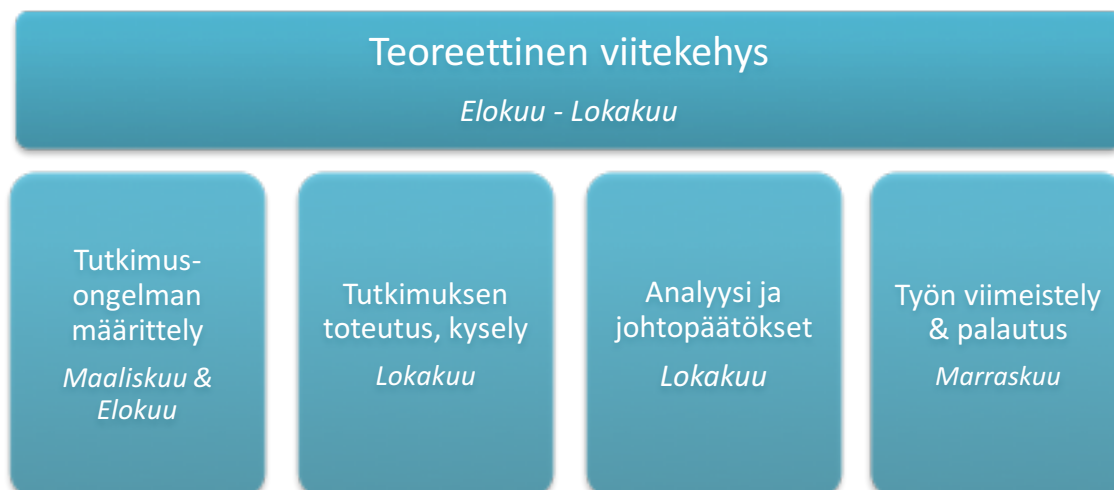 Teoreettinen viitekehys
Elokuu - Lokakuu
Tutkimus-
ongelman
määrittely
Maaliskuu &
Elokuu
Tutkimuksen
toteutus, kysely
Lokakuu
Analyysi ja
johtopäätökset
Lokakuu
Työn viimeistely
& palautus
Marraskuu